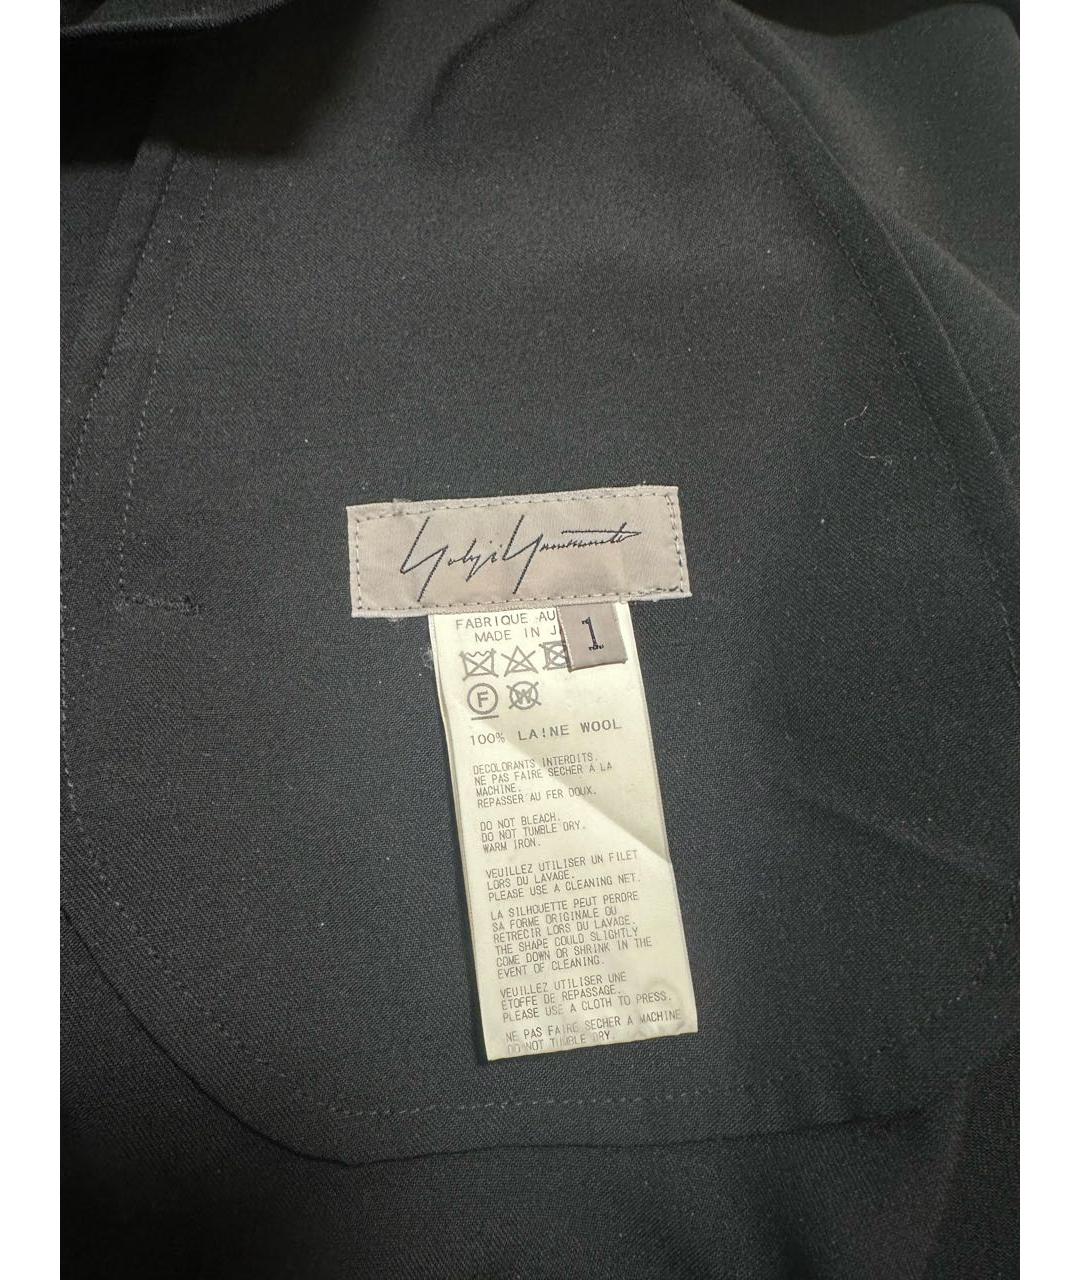 Yohji Yamamoto
1
FABRIQUE AU
MADE IN J
F
W
100% LAINE WOOL
DECOLORANTS INTERDITS.
NE PAS FAIRE SECHER A LA
MACHINE.
REPASSER AU FER DOUX.
DO NOT BLEACH.
DO NOT TUMBLE DRY.
WARM IRON.
VEUILLEZ UTILISER UN FILET
LORS DU LAVAGE.
PLEASE USE A CLEANING NET.
LA SILHOUETTE PEUT PERDRE
SA FORME ORIGINALE OU
RETRECIR LORS DU LAVAGE.
THE SHAPE COULD SLIGHTLY
COME DOWN OR SHRINK IN THE
EVENT OF CLEANING.
VEUILLEZ UTILISER UNE
ETOFFE DE REPASSAGE.
PLEASE USE A CLOTH TO PRESS.
NE PAS FAIRE SECHER A MACHINE
DO NOT TUMBLE DRY.